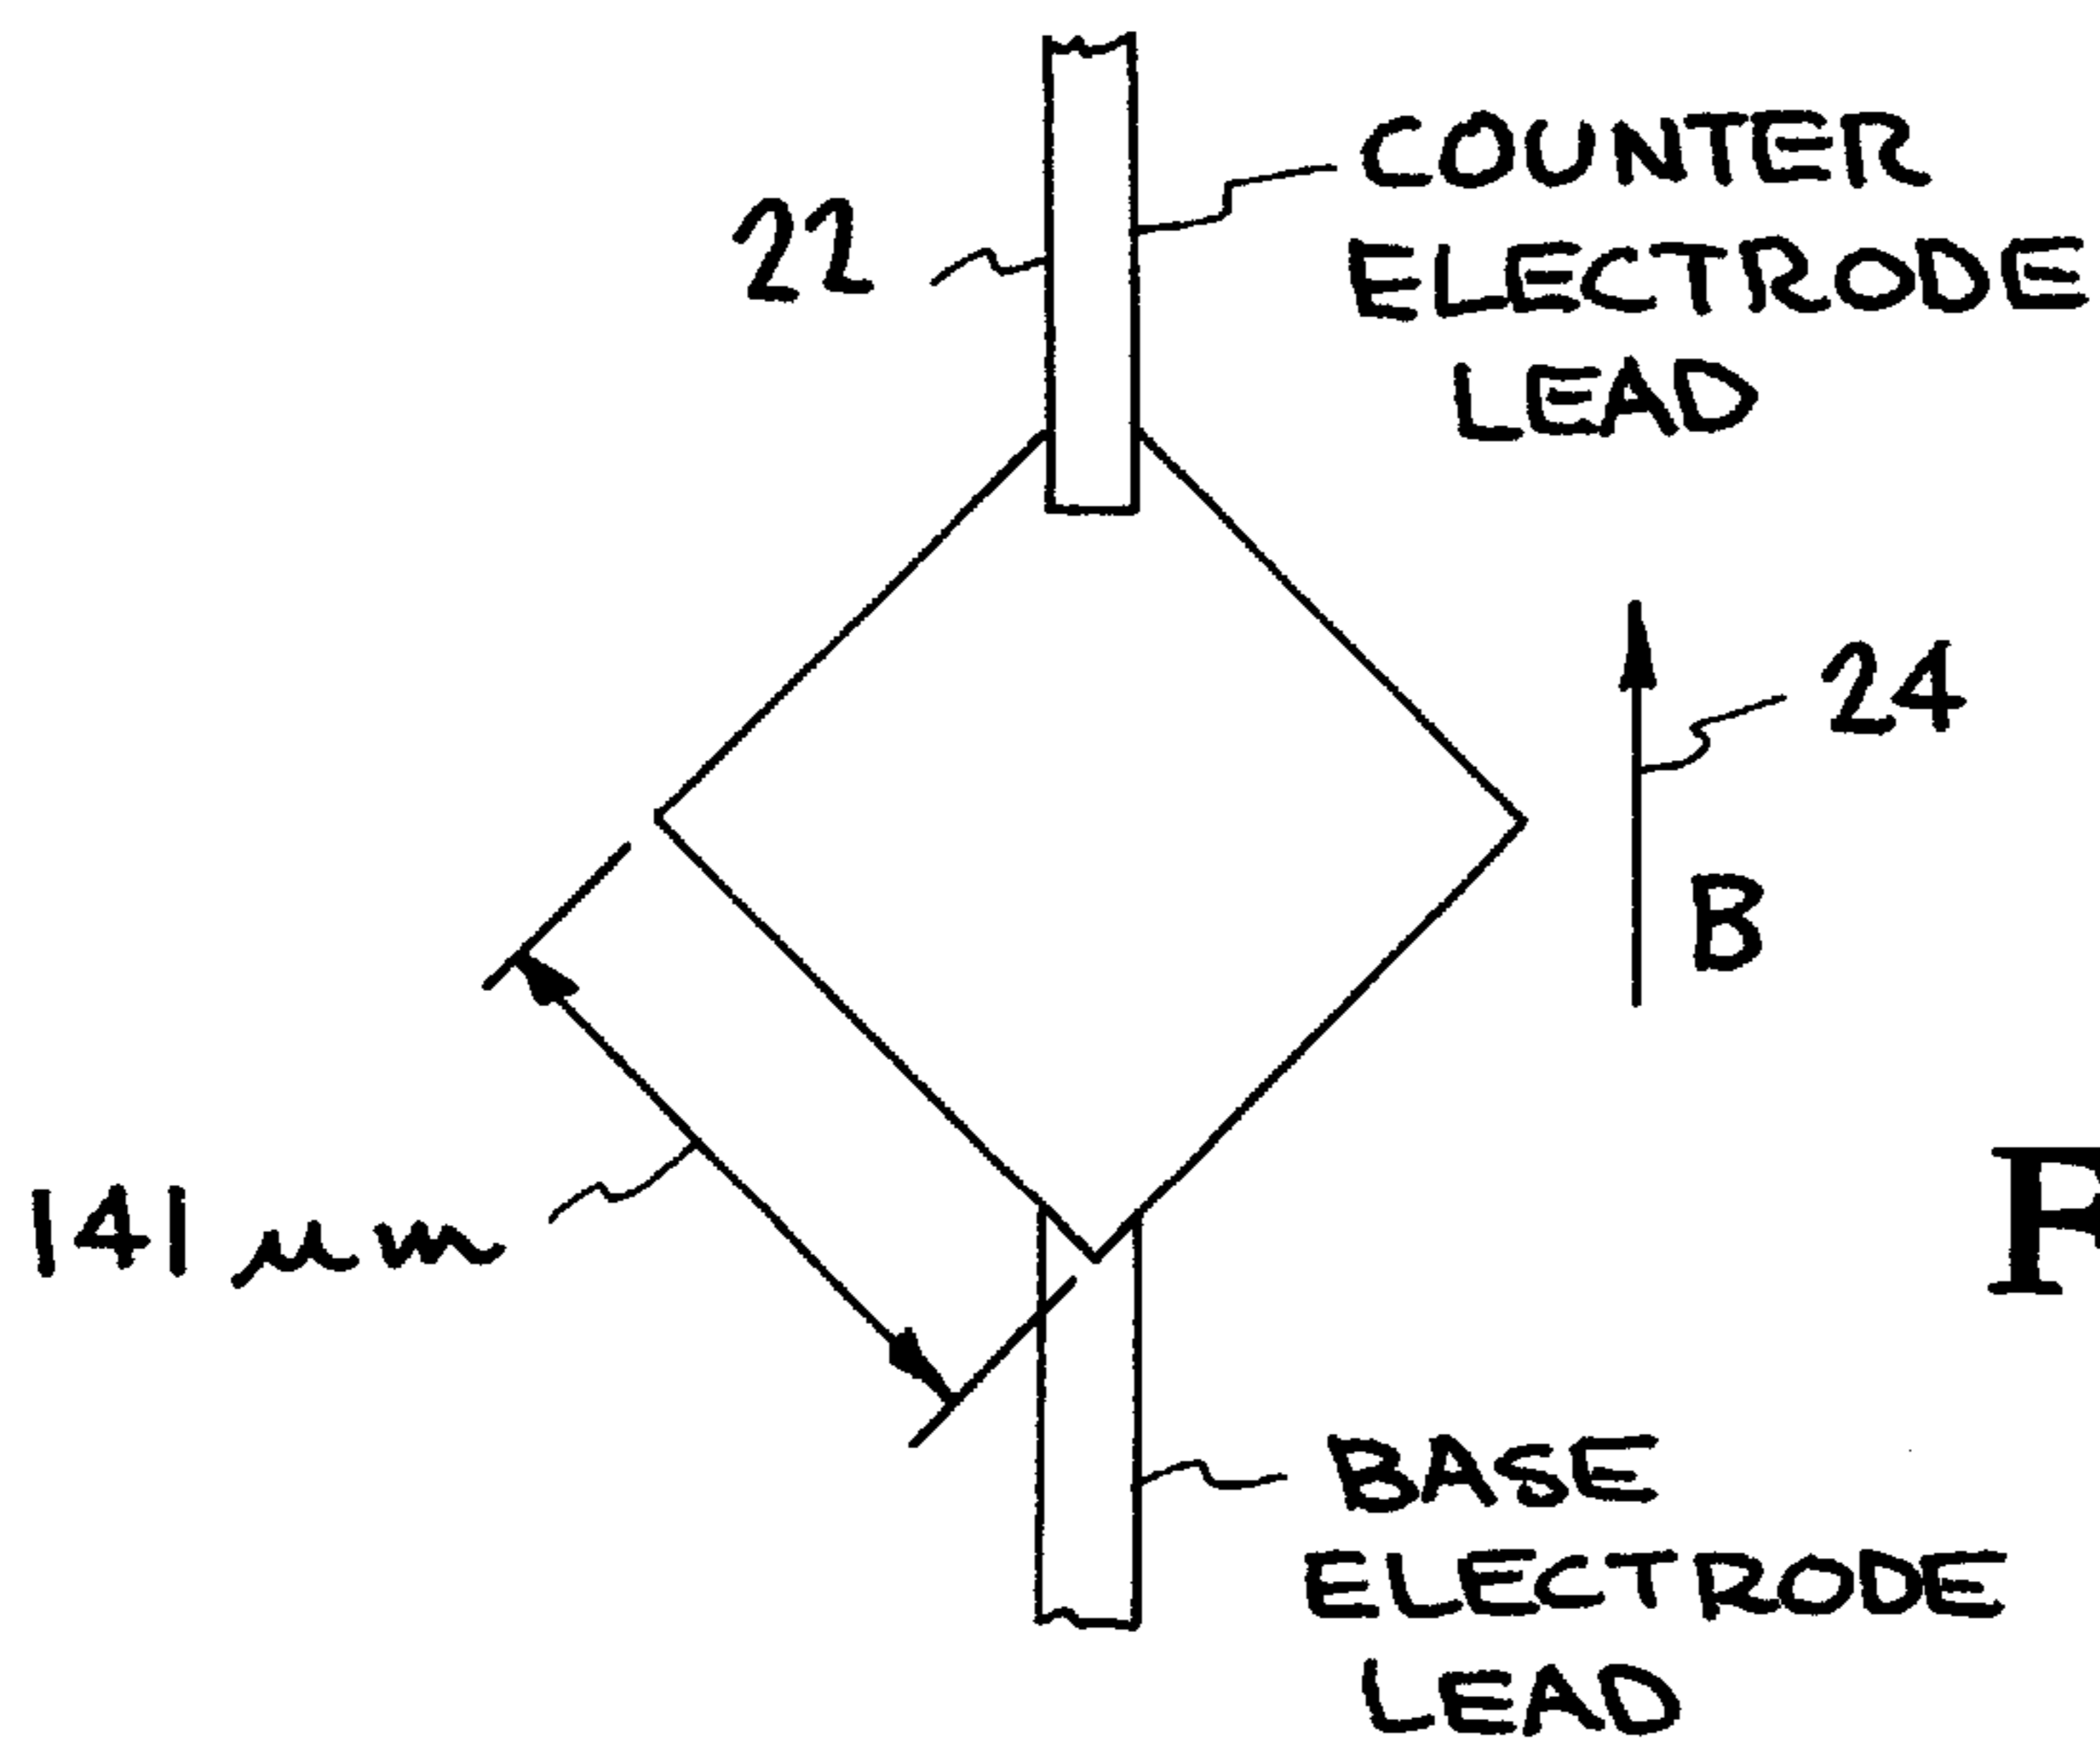 COUNTER
ELECTRODE
LEAD
22
24
B
141 µm
F
BASE
ELECTRODE
LEAD